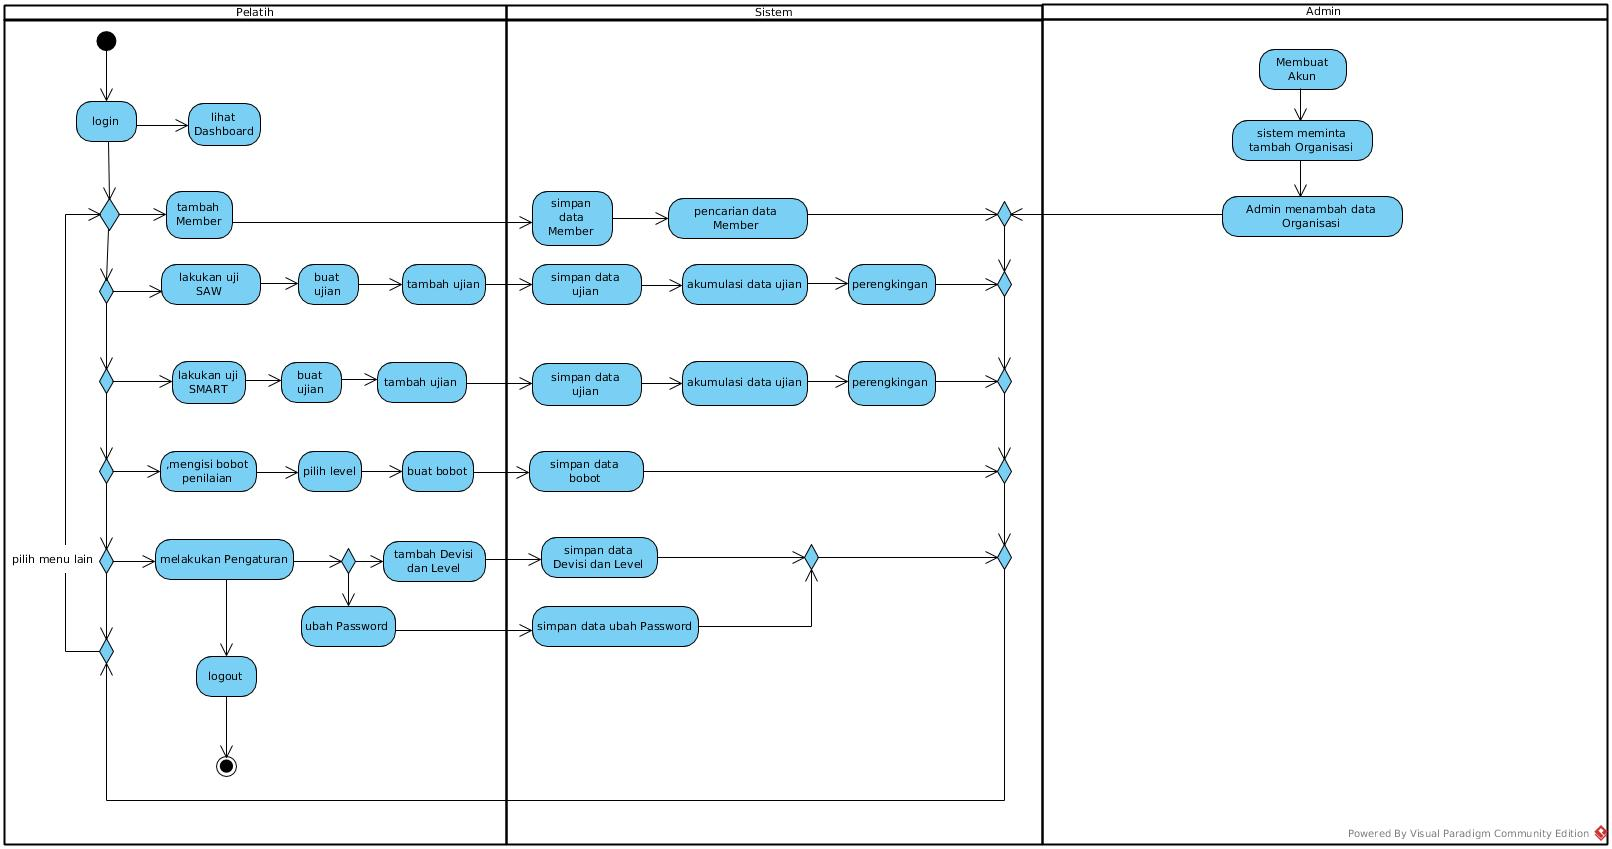 Pelatih
Sistem
Admin
Membuat
Akun
login
lihat
Dashboard
sistem meminta
tambah Organisasi
tambah
Member
simpan
data
Member
pencarian data
Member
Admin menambah data
Organisasi
lakukan uji
SAW
buat
ujian
tambah ujian
simpan data
ujian
akumulasi data ujian
perengkingan
lakukan uji
SMART
buat
ujian
tambah ujian
simpan data
ujian
akumulasi data ujian
perengkingan
,mengisi bobot
penilaian
pilih level
buat bobot
simpan data
bobot
pilih menu lain
melakukan Pengaturan
tambah Devisi
dan Level
simpan data
Devisi dan Level
ubah Password
simpan data ubah Password
logout
Powered By Visual Paradigm Community Edition